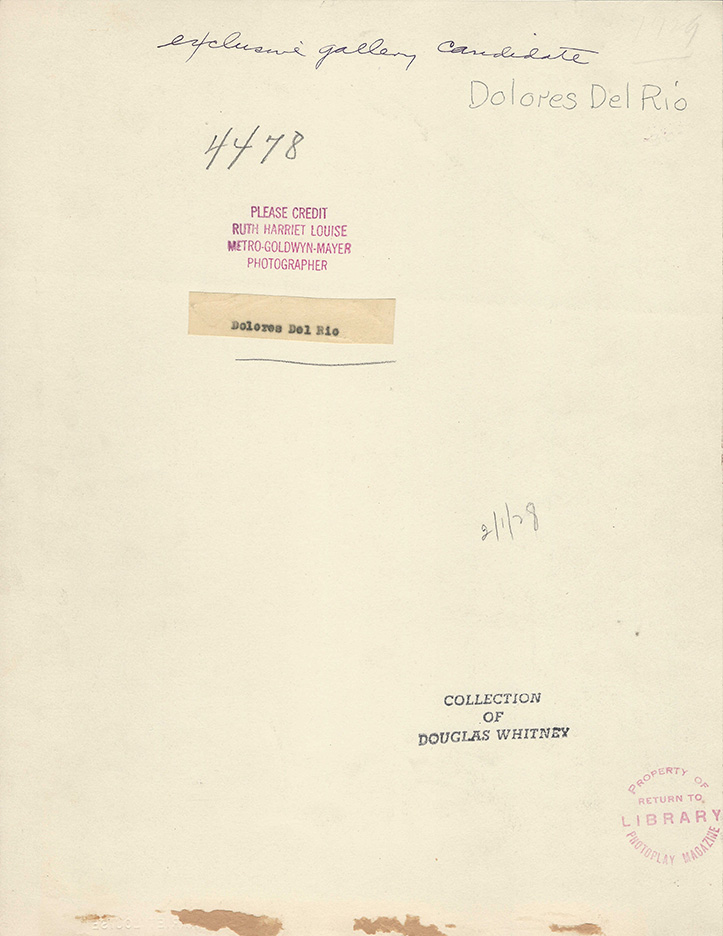 exclusive gallery candidate
Dolores Del Rio
4478
PLEASE CREDIT
RUTH HARRIET LOUISE
METRO-GOLDWYN-MAYER
PHOTOGRAPHER
Dolores Del Rio
2/1/28
COLLECTION
OF
DOUGLAS WHITNEY
PROPERTY OF
RETURN TO
LIBRARY
PHOTOPLAY MAGAZINE